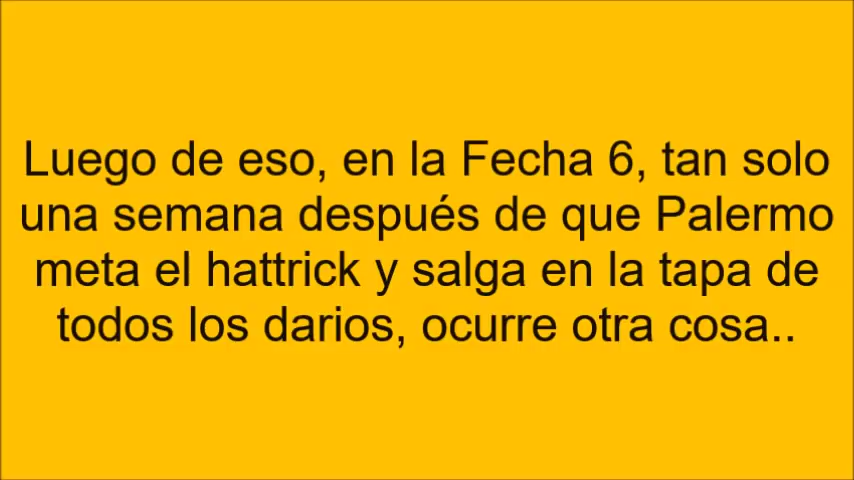 Luego de eso, en la Fecha 6, tan solo
una semana después de que Palermo
meta el hattrick y salga en la tapa de
todos los darios, ocurre otra cosa..